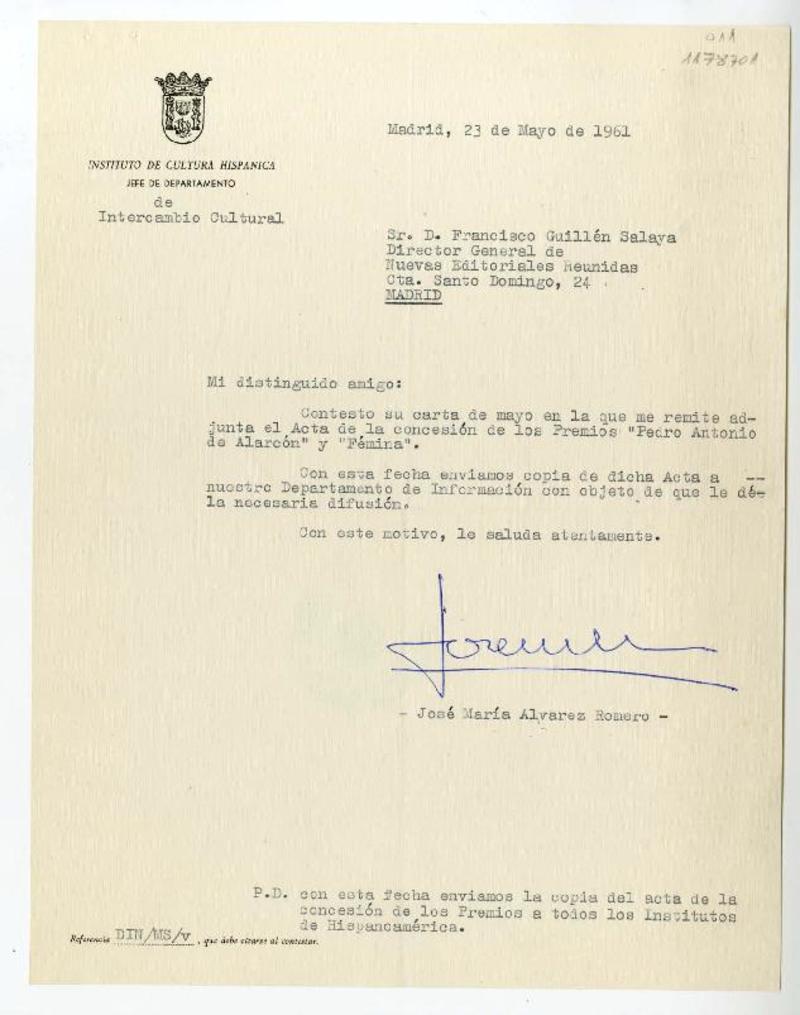 011
1178701
Madrid, 23 de Mayo de 1961
INSTITUTO DE CULTURA HISPANICA
JEFE DE DEPARTAMENTO
de
Intercambio Cultural
Sr. D. Francisco Guillén Salaya
Director General de
Nuevas Editoriales Reunidas
Cta. Santo Domingo, 24
MADRID
Mi distinguido amigo:
Contesto su carta de mayo en la que me remite ad-
junta el Acta de la concesión de los Premios "Pedro Antonio
de Alarcón" y "Fémina".
Con esta fecha enviamos copia de dicha Acta a --
nuestro Departamento de Información con objeto de que le dé-
la necesaria difusión.
Con este motivo, le saluda atentamente.
- José María Alvarez Romero -
P.D. con esta fecha enviamos la copia del acta de la
concesión de los Premios a todos los Institutos
de Hispanoamérica.
Referencia DIN/MS/v, que debe citarse al contestar.